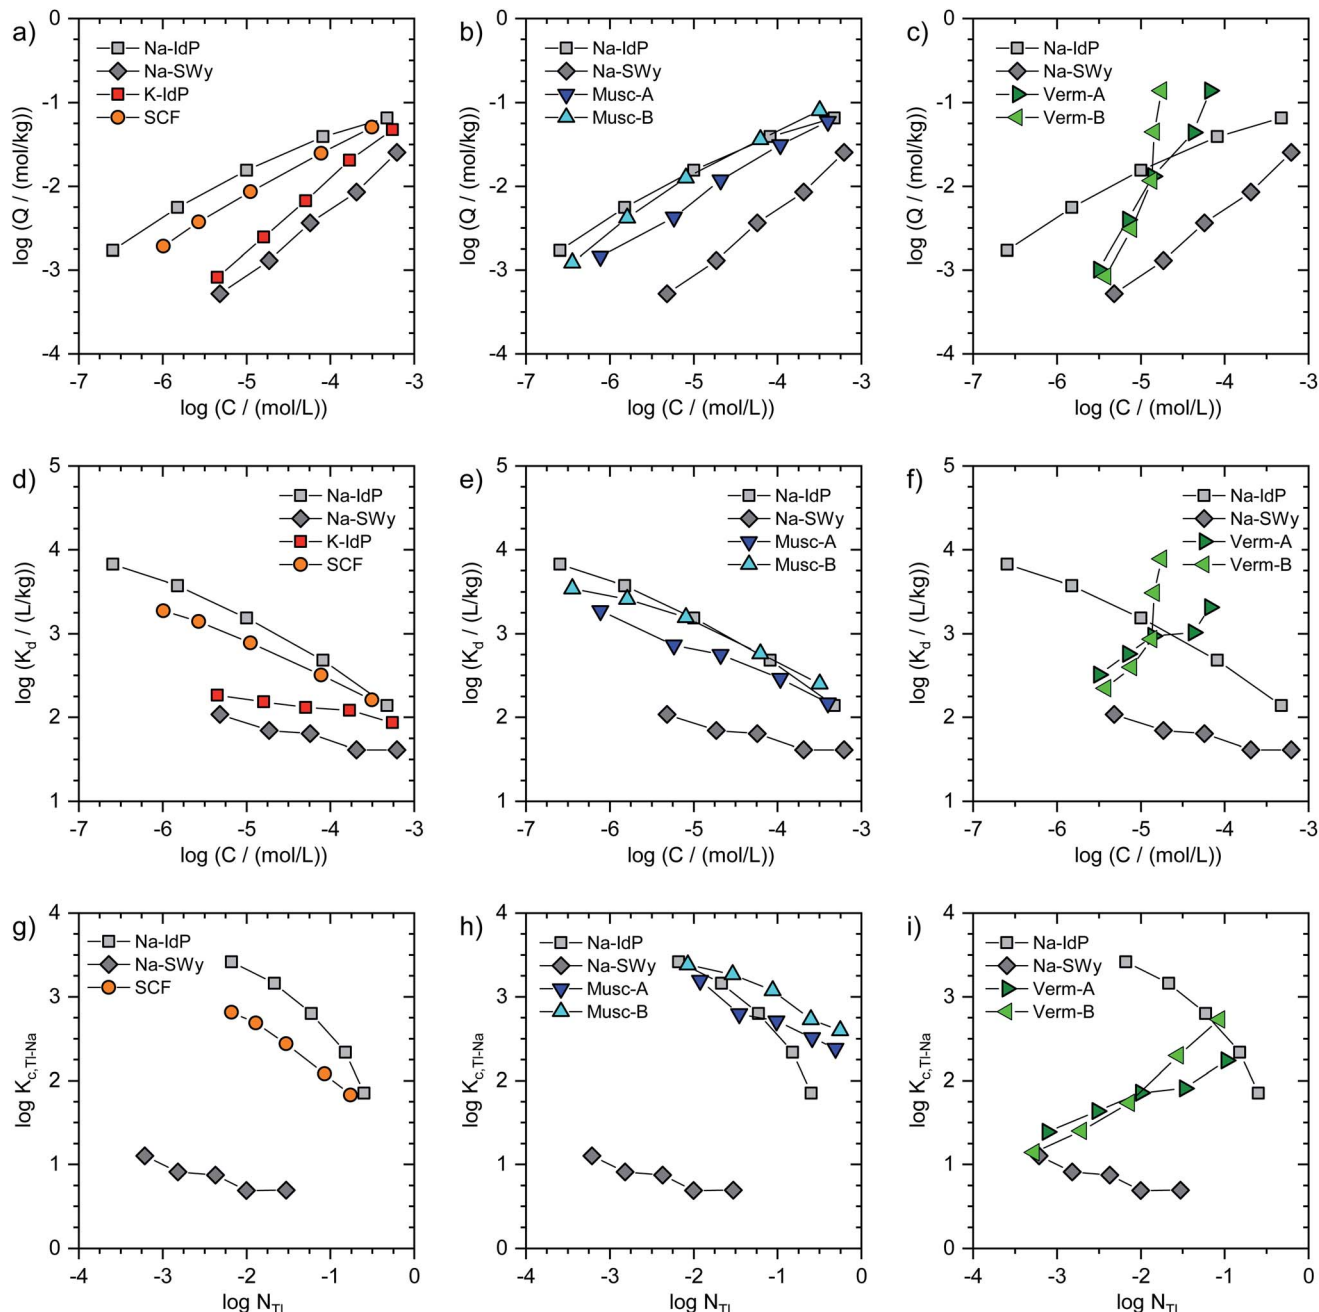 a)
0
-1
-2
-3
-4
log (Q / (mol/kg))
Na-IdP
Na-SWy
K-IdP
SCF
-7
-6
-5
-4
-3
log (C / (mol/L))
b)
0
-1
-2
-3
-4
log (Q / (mol/kg))
Na-IdP
Na-SWy
Musc-A
Musc-B
-7
-6
-5
-4
-3
log (C / (mol/L))
c)
0
-1
-2
-3
-4
log (Q / (mol/kg))
Na-IdP
Na-SWy
Verm-A
Verm-B
-7
-6
-5
-4
-3
log (C / (mol/L))
d)
5
4
3
2
1
log (Kd / (L/kg))
Na-IdP
Na-SWy
K-IdP
SCF
-7
-6
-5
-4
-3
log (C / (mol/L))
e)
5
4
3
2
1
log (Kd / (L/kg))
Na-IdP
Na-SWy
Musc-A
Musc-B
-7
-6
-5
-4
-3
log (C / (mol/L))
f)
5
4
3
2
1
log (Kd / (L/kg))
Na-IdP
Na-SWy
Verm-A
Verm-B
-7
-6
-5
-4
-3
log (C / (mol/L))
g)
4
3
2
1
0
log Kc,Tl-Na
Na-IdP
Na-SWy
SCF
-4
-3
-2
-1
0
log NTl
h)
4
3
2
1
0
log Kc,Tl-Na
Na-IdP
Na-SWy
Musc-A
Musc-B
-4
-3
-2
-1
0
log NTl
i)
4
3
2
1
0
log Kc,Tl-Na
Na-IdP
Na-SWy
Verm-A
Verm-B
-4
-3
-2
-1
0
log NTl